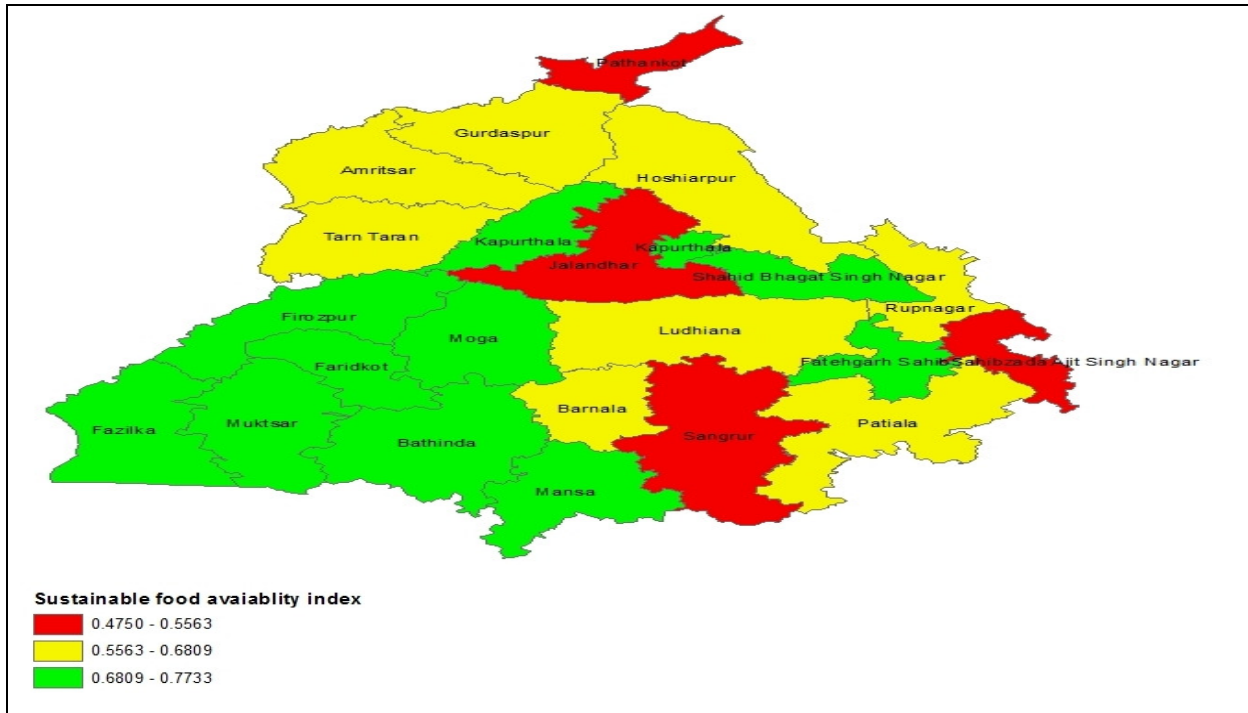 Pathankot
Gurdaspur
Amritsar
Hoshiarpur
Tarn Taran
Kapurthala
Kapurthala
Jalandhar
Shahid Bhagat Singh Nagar
Rupnagar
Firozpur
Moga
Ludhiana
Faridkot
Fatehgarh Sahib
Sahibzada Ajit Singh Nagar
Barnala
Fazilka
Muktsar
Bathinda
Sangrur
Patiala
Mansa
Sustainable food avaiablity index
0.4750 - 0.5563
0.5563 - 0.6809
0.6809 - 0.7733